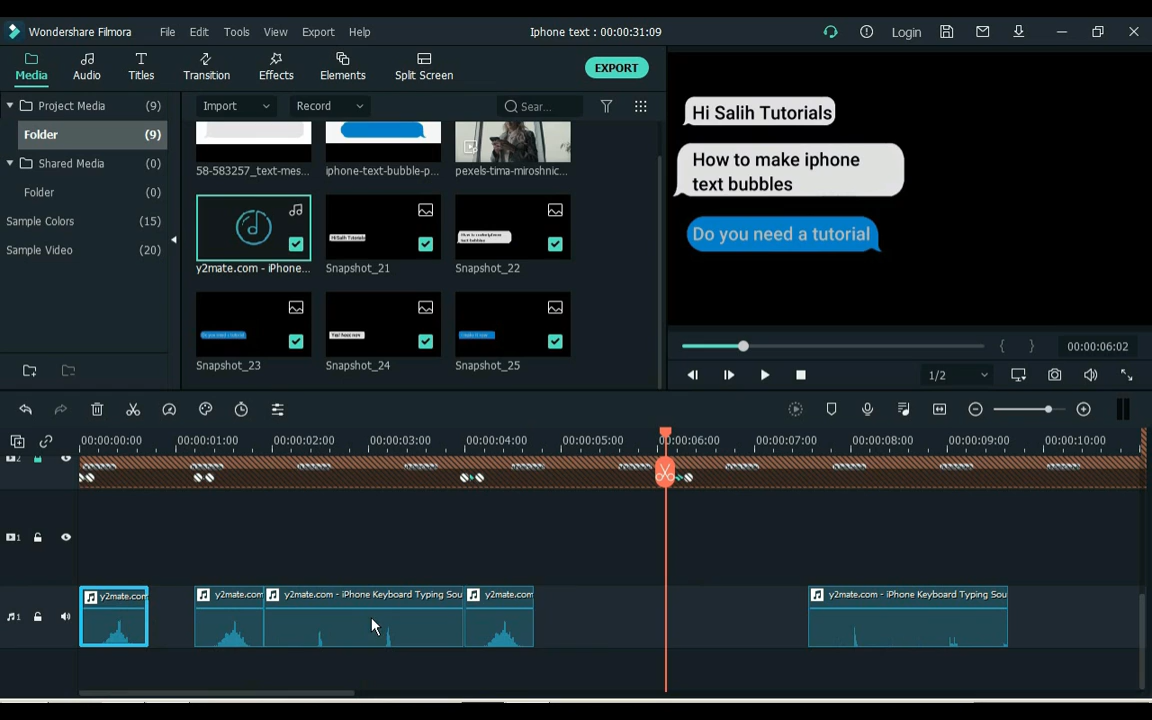 Wondershare Filmora
File
Edit
Tools
View
Export
Help
Iphone text : 00:00:31:09
Login
Media
Audio
Titles
Transition
Effects
Elements
Split Screen
EXPORT
Project Media (9)
Folder (9)
Shared Media (0)
Folder (0)
Sample Colors (15)
Sample Video (20)
Import
Record
Sear...
58-583257_text-mes...
iphone-text-bubble-p...
pexels-tima-miroshnic...
y2mate.com - iPhone...
Snapshot_21
Snapshot_22
Snapshot_23
Snapshot_24
Snapshot_25
Hi Salih Tutorials
How to make iphone
text bubbles
Do you need a tutorial
00:00:06:02
1/2
00:00:00:00
00:00:01:00
00:00:02:00
00:00:03:00
00:00:04:00
00:00:05:00
00:00:06:00
00:00:07:00
00:00:08:00
00:00:09:00
00:00:10:00
2
1
1
y2mate.com
y2mate.com
y2mate.com - iPhone Keyboard Typing Sou
y2mate.com
y2mate.com - iPhone Keyboard Typing Sou